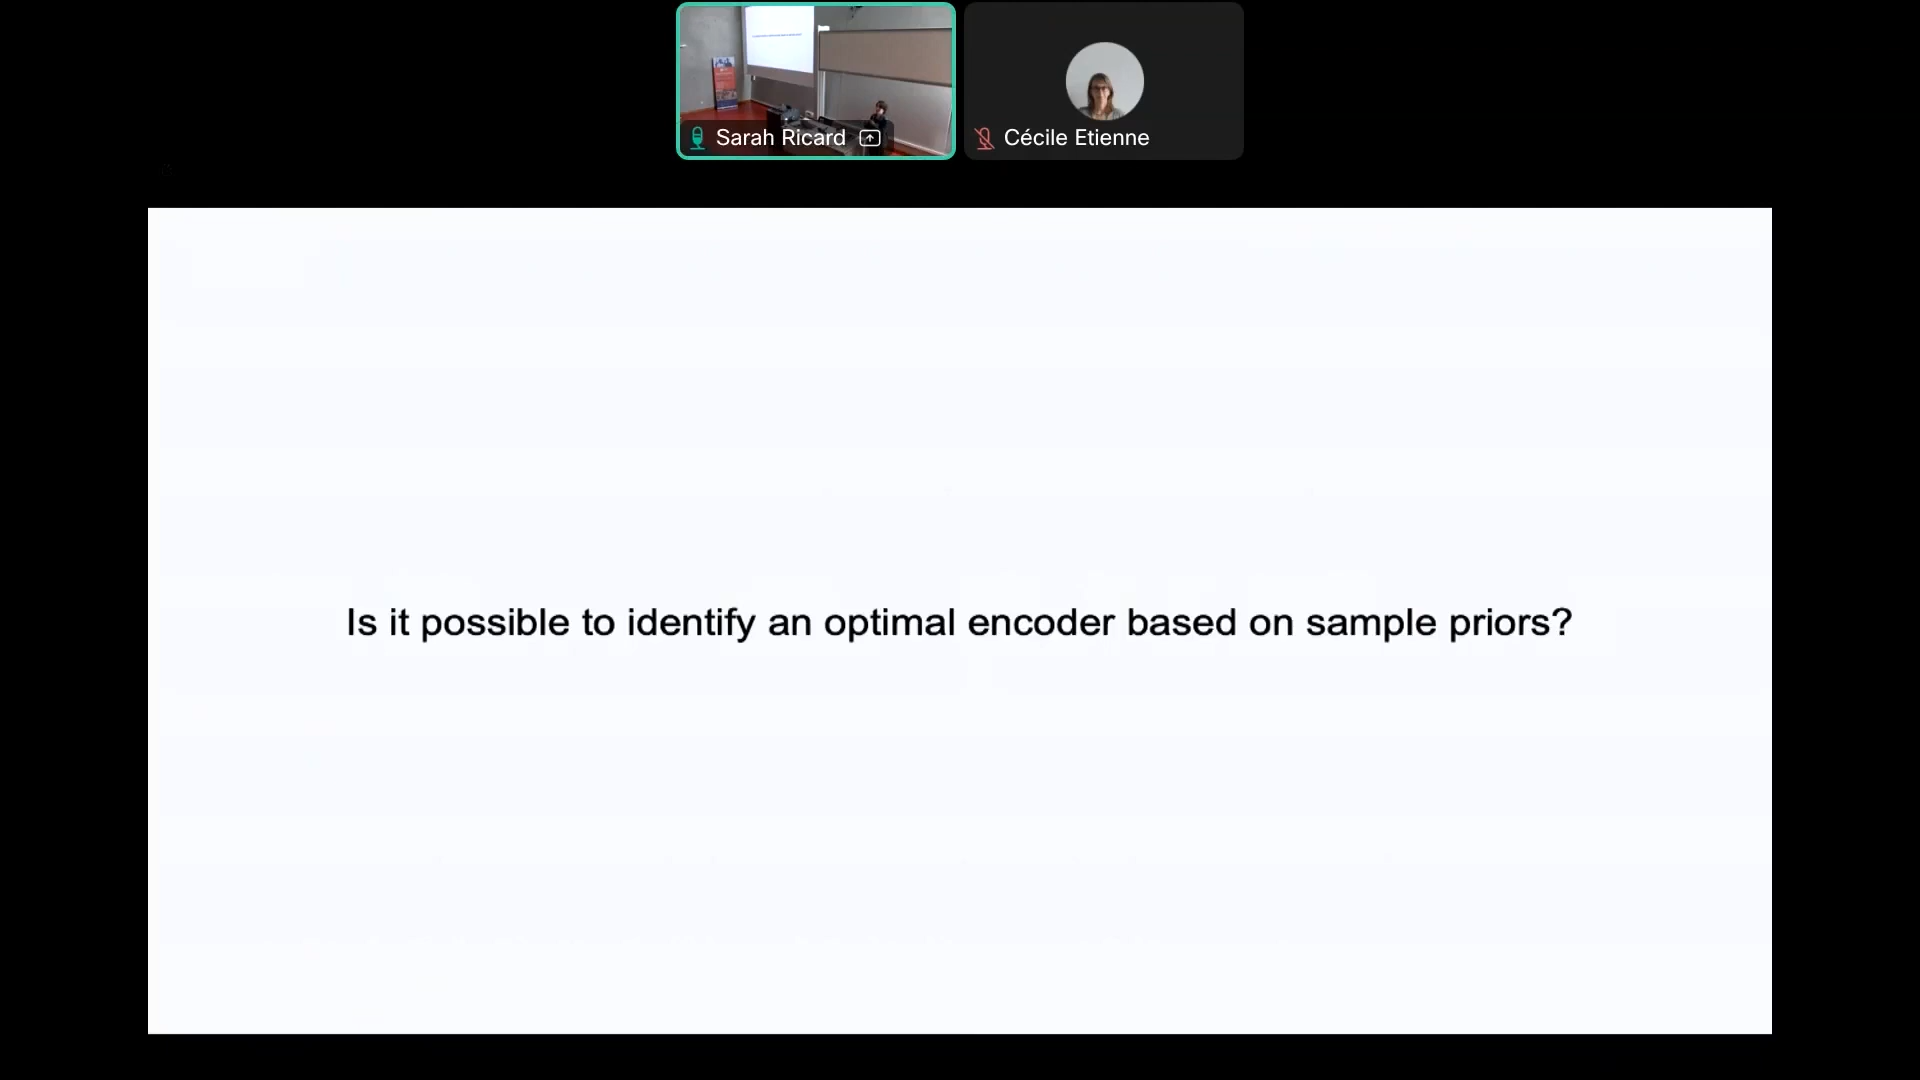 Sarah Ricard
Cécile Etienne
Is it possible to identify an optimal encoder based on sample priors?